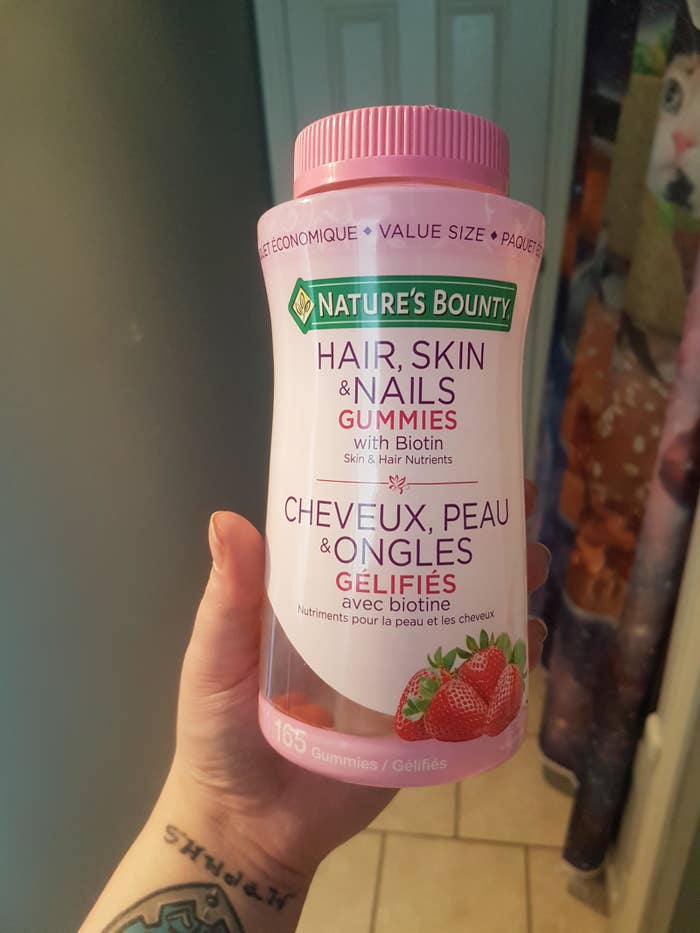 ET ÉCONOMIQUE ◆ VALUE SIZE ◆ PAQUET
NATURE'S BOUNTY
HAIR, SKIN
& NAILS
GUMMIES
with Biotin
Skin & Hair Nutrients
CHEVEUX, PEAU
& ONGLES
GÉLIFIÉS
avec biotine
Nutriments pour la peau et les cheveux
165 Gummies / Gélifiés